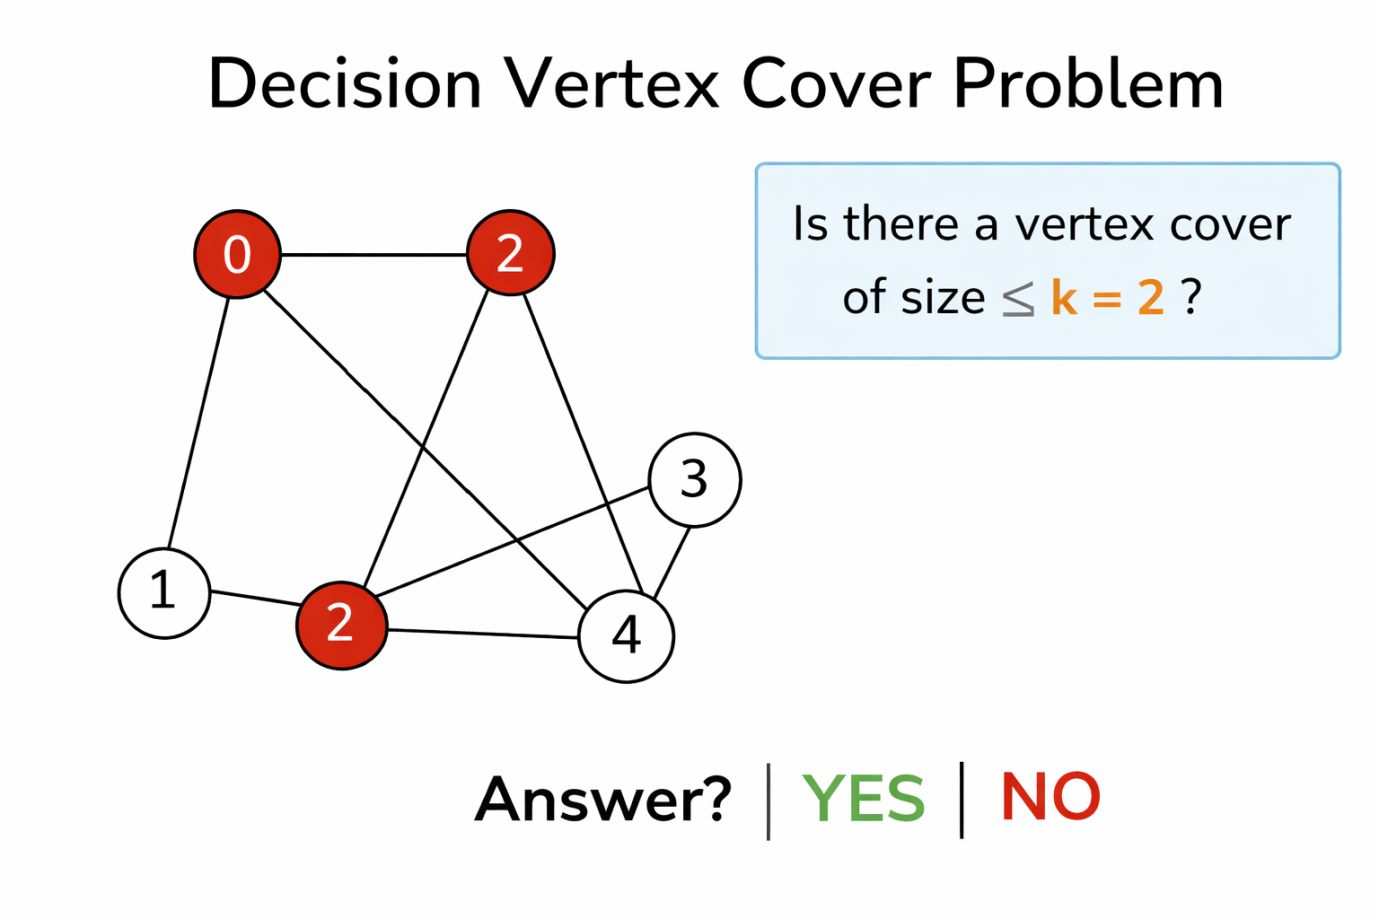 Decision Vertex Cover Problem
Is there a vertex cover
of size ≤ k = 2 ?
0
2
3
1
2
4
Answer? | YES | NO